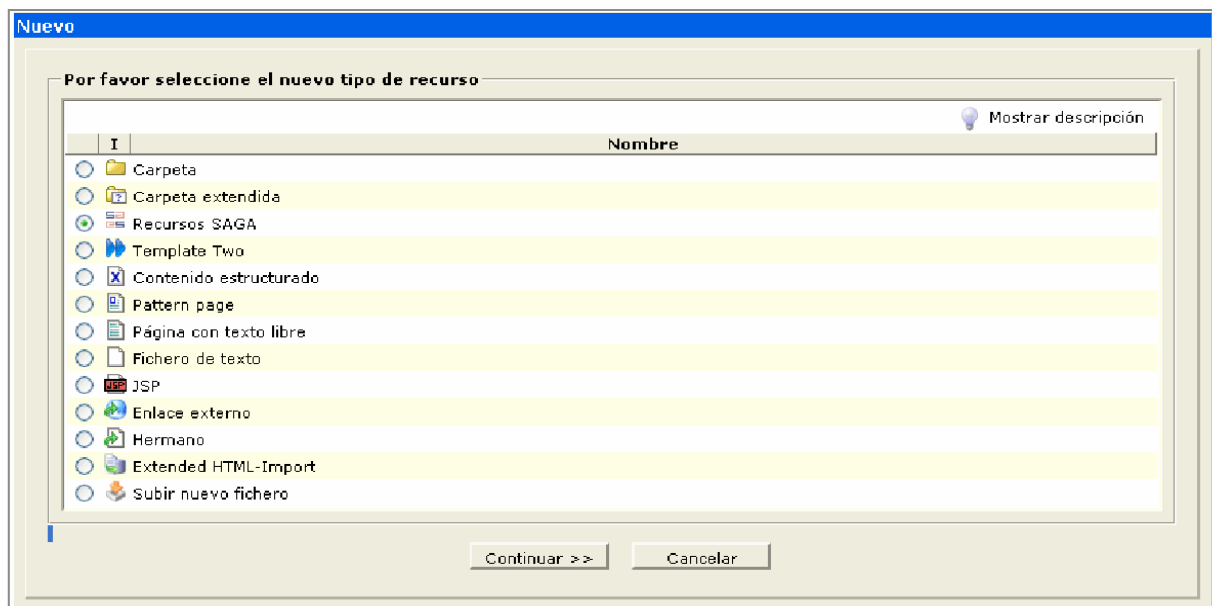 Nuevo
Por favor seleccione el nuevo tipo de recurso
Mostrar descripción
I Nombre
Carpeta
Carpeta extendida
Recursos SAGA
Template Two
Contenido estructurado
Pattern page
Página con texto libre
Fichero de texto
JSP JSP
Enlace externo
Hermano
Extended HTML-Import
Subir nuevo fichero
Continuar >> Cancelar